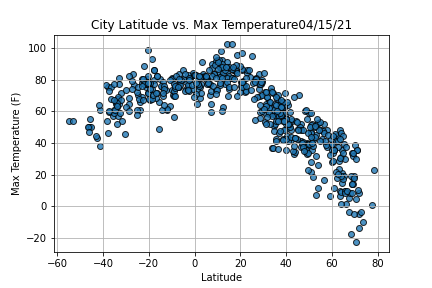 City Latitude vs. Max Temperature04/15/21
100
80
60
40
20
0
−20
Max Temperature (F)
−60 −40 −20 0 20 40 60 80
Latitude